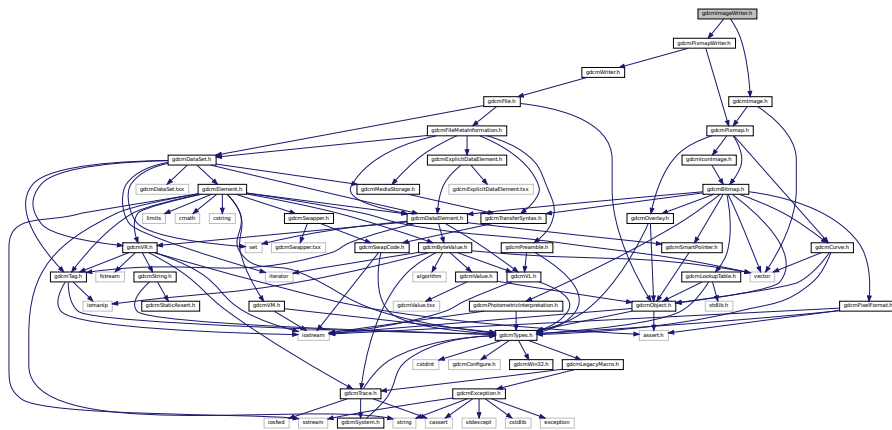 gdcmImageWriter.h
gdcmPixmapWriter.h
gdcmWriter.h
gdcmFile.h
gdcmImage.h
gdcmFileMetaInformation.h
gdcmPixmap.h
gdcmDataSet.h
gdcmExplicitDataElement.h
gdcmIconImage.h
gdcmDataSet.txx
gdcmElement.h
gdcmMediaStorage.h
gdcmExplicitDataElement.txx
gdcmBitmap.h
limits
cmath
cstring
gdcmSwapper.h
gdcmDataElement.h
gdcmTransferSyntax.h
gdcmOverlay.h
gdcmVR.h
gdcmSwapper.txx
set
gdcmSwapCode.h
gdcmByteValue.h
gdcmPreamble.h
gdcmSmartPointer.h
gdcmCurve.h
gdcmTag.h
fstream
gdcmString.h
iterator
algorithm
gdcmValue.h
gdcmVL.h
gdcmLookupTable.h
vector
iomanip
gdcmStaticAssert.h
gdcmVM.h
gdcmValue.txx
gdcmPhotometricInterpretation.h
gdcmObject.h
stdlib.h
gdcmPixelFormat.h
iostream
gdcmTypes.h
assert.h
cstdint
gdcmConfigure.h
gdcmWin32.h
gdcmLegacyMacro.h
gdcmTrace.h
gdcmException.h
iosfwd
sstream
gdcmSystem.h
string
cassert
stdexcept
cstdlib
exception